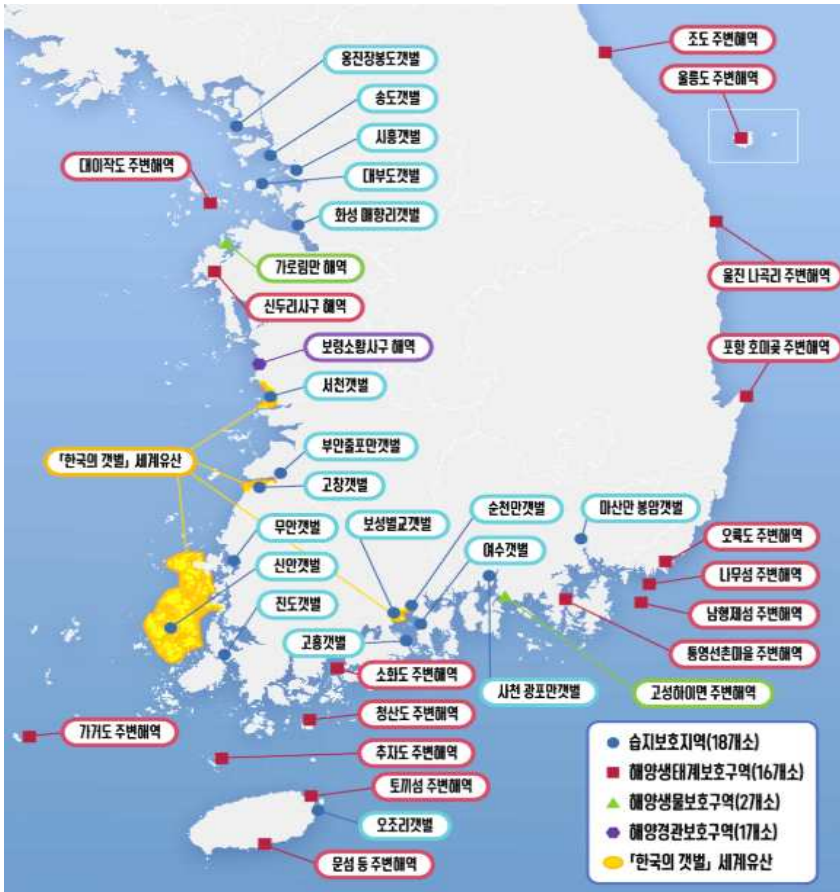 조도 주변해역
옹진장봉도갯벌
울릉도 주변해역
송도갯벌
시흥갯벌
대이작도 주변해역
대부도갯벌
화성 매향리갯벌
가로림만 해역
울진 나곡리 주변해역
신두리사구 해역
보령소황사구 해역
포항 호미곶 주변해역
서천갯벌
부안줄포만갯벌
「한국의 갯벌」 세계유산
고창갯벌
순천만갯벌
마산만 봉암갯벌
무안갯벌
보성벌교갯벌
오륙도 주변해역
여수갯벌
신안갯벌
나무섬 주변해역
진도갯벌
남형제섬 주변해역
고흥갯벌
통영선촌마을 주변해역
소화도 주변해역
사천 광포만갯벌
고성하이면 주변해역
청산도 주변해역
가거도 주변해역
추자도 주변해역
토끼섬 주변해역
오조리갯벌
문섬 등 주변해역
습지보호지역(18개소)
해양생태계보호구역(16개소)
해양생물보호구역(2개소)
해양경관보호구역(1개소)
「한국의 갯벌」 세계유산